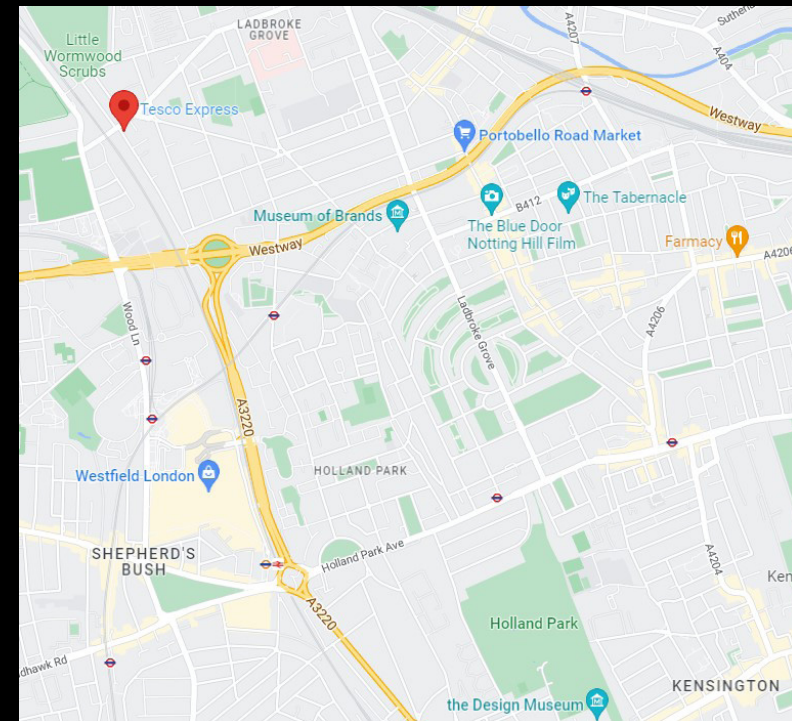 LADBROKE
GROVE
A4207
Suther
Little
Wormwood
Scrubs
A404
Tesco Express
Westway
Portobello Road Market
The Tabernacle
B412
Museum of Brands
The Blue Door
Notting Hill Film
Farmacy
Westway
A4206
Wood Ln
Ladbroke Grove
A4206
A3220
Westfield London
HOLLAND PARK
SHEPHERD'S
BUSH
Holland Park Ave
A4204
Ken
A3220
Holland Park
dhawk Rd
KENSINGTON
the Design Museum